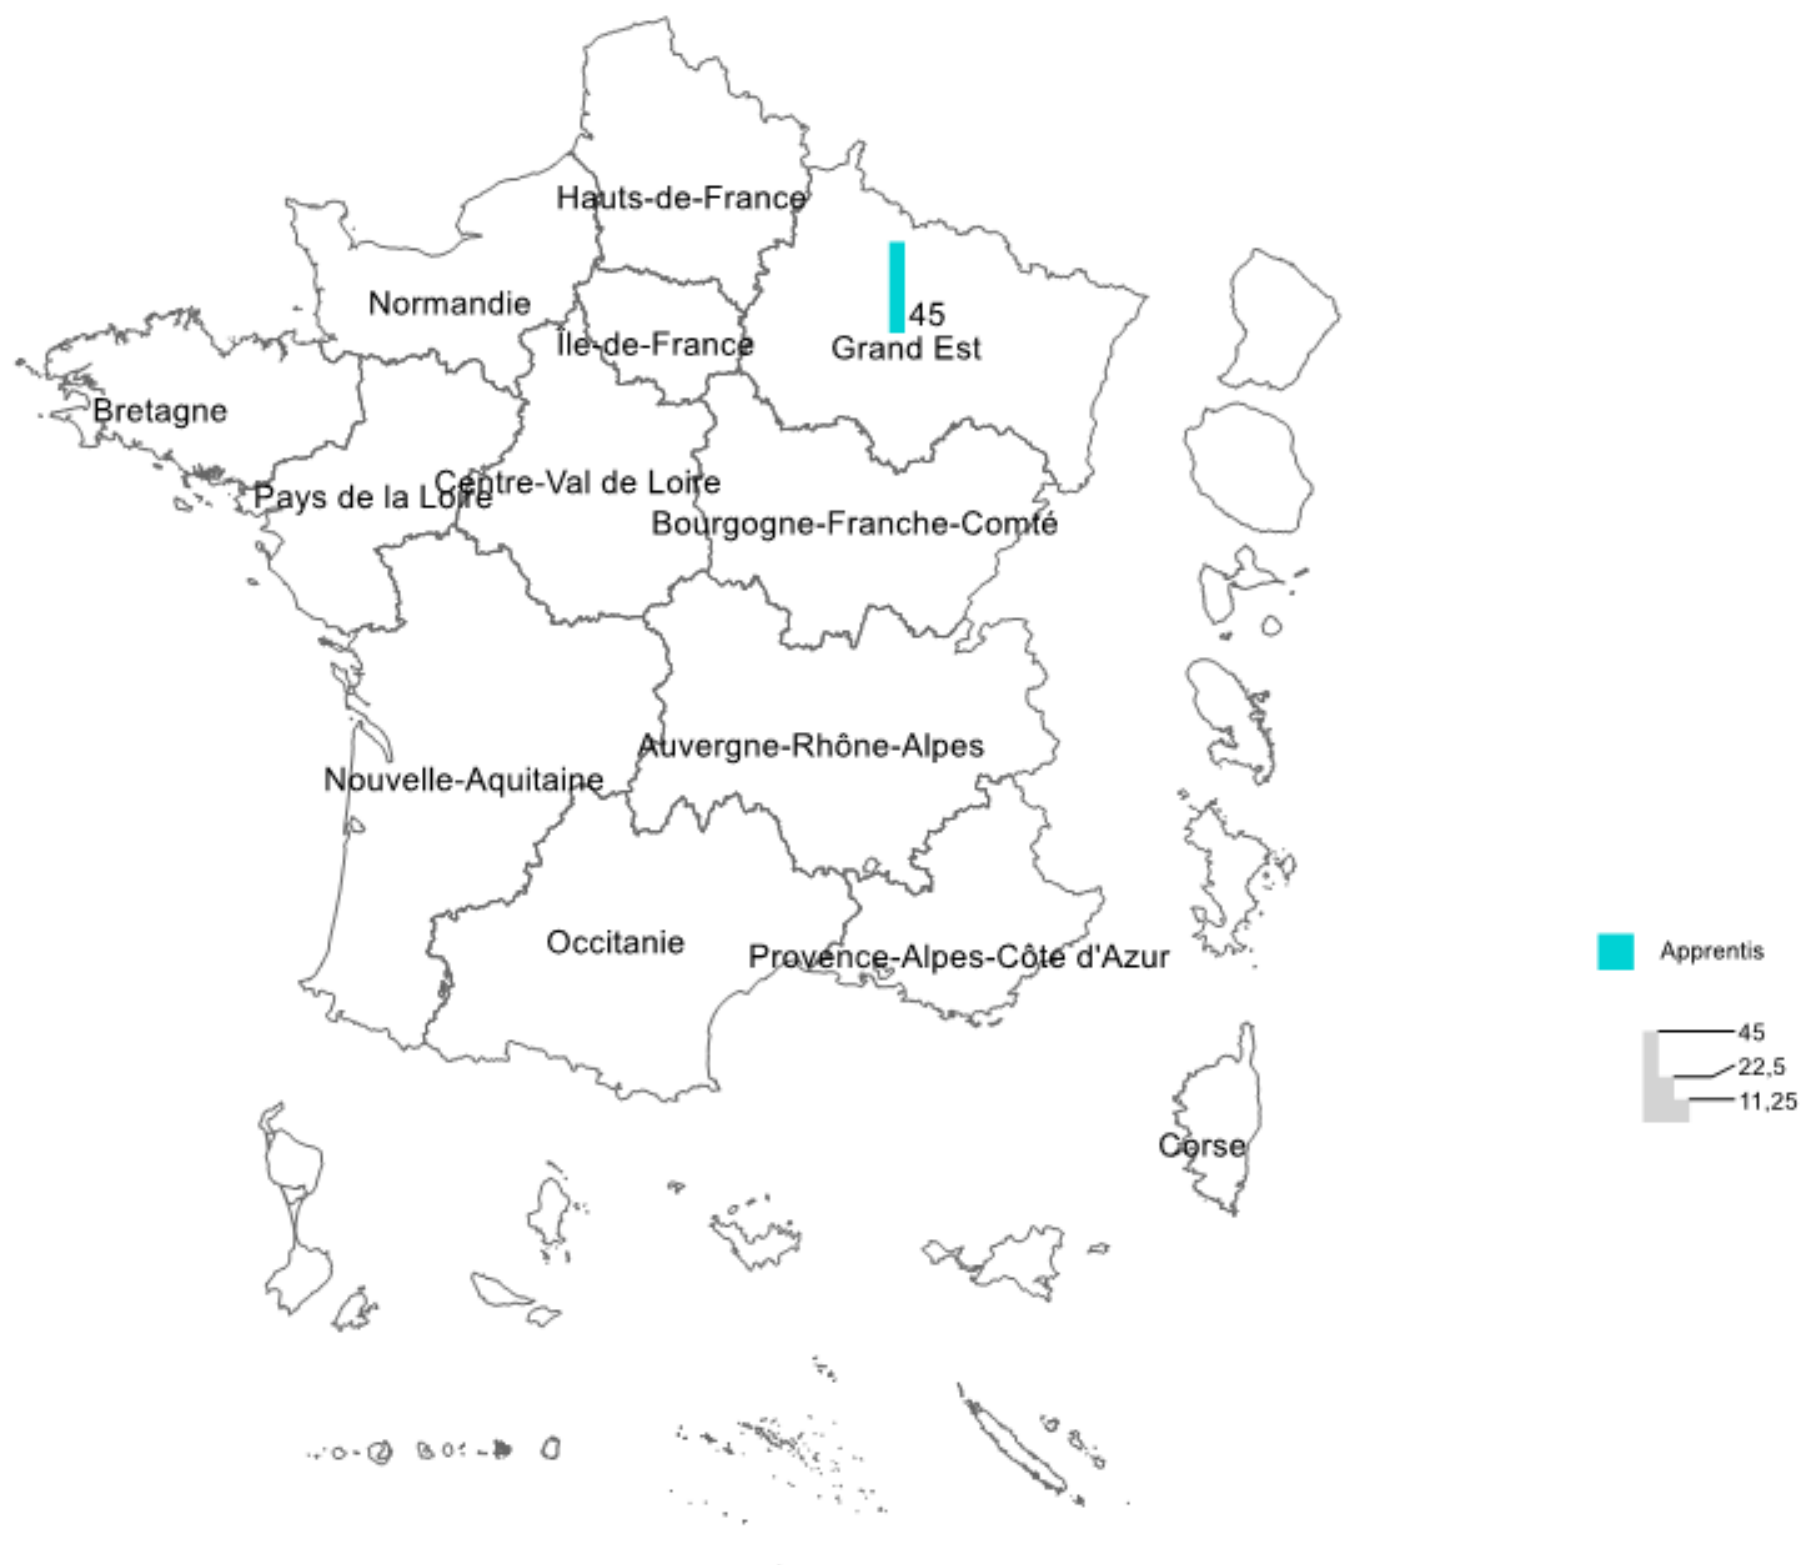 Hauts-de-France
Normandie
45
Île-de-France
Grand Est
Bretagne
Centre-Val de Loire
Pays de la Loire
Bourgogne-Franche-Comté
Auvergne-Rhône-Alpes
Nouvelle-Aquitaine
Occitanie
Provence-Alpes-Côte d'Azur
Corse
Apprentis
45
22,5
11,25